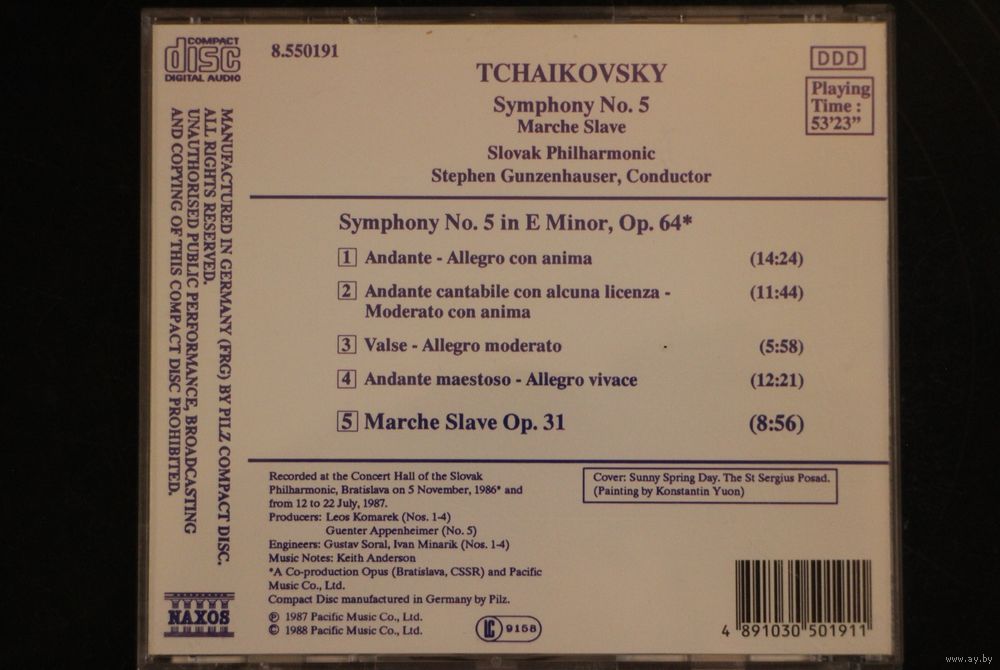 COMPACT
disc
DIGITAL AUDIO
8.550191
DDD
Playing
Time :
53'23"
TCHAIKOVSKY
Symphony No. 5
Marche Slave
Slovak Philharmonic
Stephen Gunzenhauser, Conductor
Symphony No. 5 in E Minor, Op. 64*
1 Andante - Allegro con anima (14:24)
2 Andante cantabile con alcuna licenza - (11:44)
Moderato con anima
3 Valse - Allegro moderato (5:58)
4 Andante maestoso - Allegro vivace (12:21)
5 Marche Slave Op. 31 (8:56)
Recorded at the Concert Hall of the Slovak
Philharmonic, Bratislava on 5 November, 1986* and
from 12 to 22 July, 1987.
Producers: Leos Komarek (Nos. 1-4)
Guenter Appenheimer (No. 5)
Engineers: Gustav Soral, Ivan Minarik (Nos. 1-4)
Music Notes: Keith Anderson
*A Co-production Opus (Bratislava, CSSR) and Pacific
Music Co., Ltd.
Compact Disc manufactured in Germany by Pilz.
Ⓟ 1987 Pacific Music Co., Ltd.
© 1988 Pacific Music Co., Ltd.
Cover: Sunny Spring Day. The St Sergius Posad.
(Painting by Konstantin Yuon)
LC 9158
4 891030 501911
MANUFACTURED IN GERMANY (FRG) BY PILZ COMPACT DISC.
ALL RIGHTS RESERVED.
UNAUTHORISED PUBLIC PERFORMANCE, BROADCASTING
AND COPYING OF THIS COMPACT DISC PROHIBITED.
NAXOS
www.ay.by